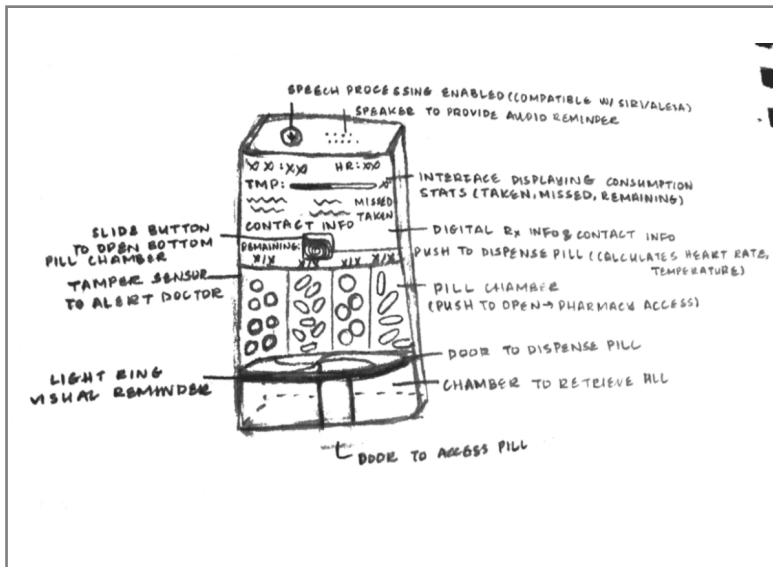 SPEECH PROCESSING ENABLED (COMPATIBLE W/ SIRI/ALEXA)
SPEAKER TO PROVIDE AUDIO REMINDER
XX:XX HR:XX
TMP:
INTERFACE DISPLAYING CONSUMPTION
STATS (TAKEN, MISSED, REMAINING)
MISSED
TAKEN
CONTACT INFO
SLIDE BUTTON
TO OPEN BOTTOM
PILL CHAMBER
DIGITAL Rx INFO & CONTACT INFO
REMAINING:
X/X X/X X/X X/X
PUSH TO DISPENSE PILL (CALCULATES HEART RATE,
TEMPERATURE)
TAMPER SENSOR
TO ALERT DOCTOR
PILL CHAMBER
(PUSH TO OPEN → PHARMACY ACCESS)
DOOR TO DISPENSE PILL
LIGHT RING
VISUAL REMINDER
CHAMBER TO RETRIEVE PILL
DOOR TO ACCESS PILL